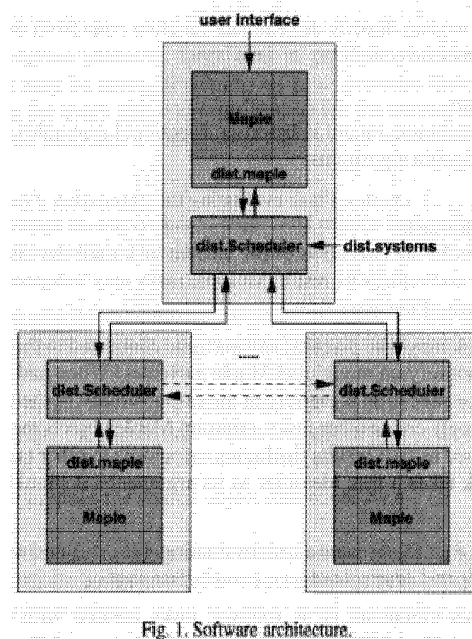 user interface
Maple
dist.maple
dist.Scheduler
dist.systems
dist.Scheduler
dist.Scheduler
dist.maple
dist.maple
Maple
Maple
Fig. 1. Software architecture.